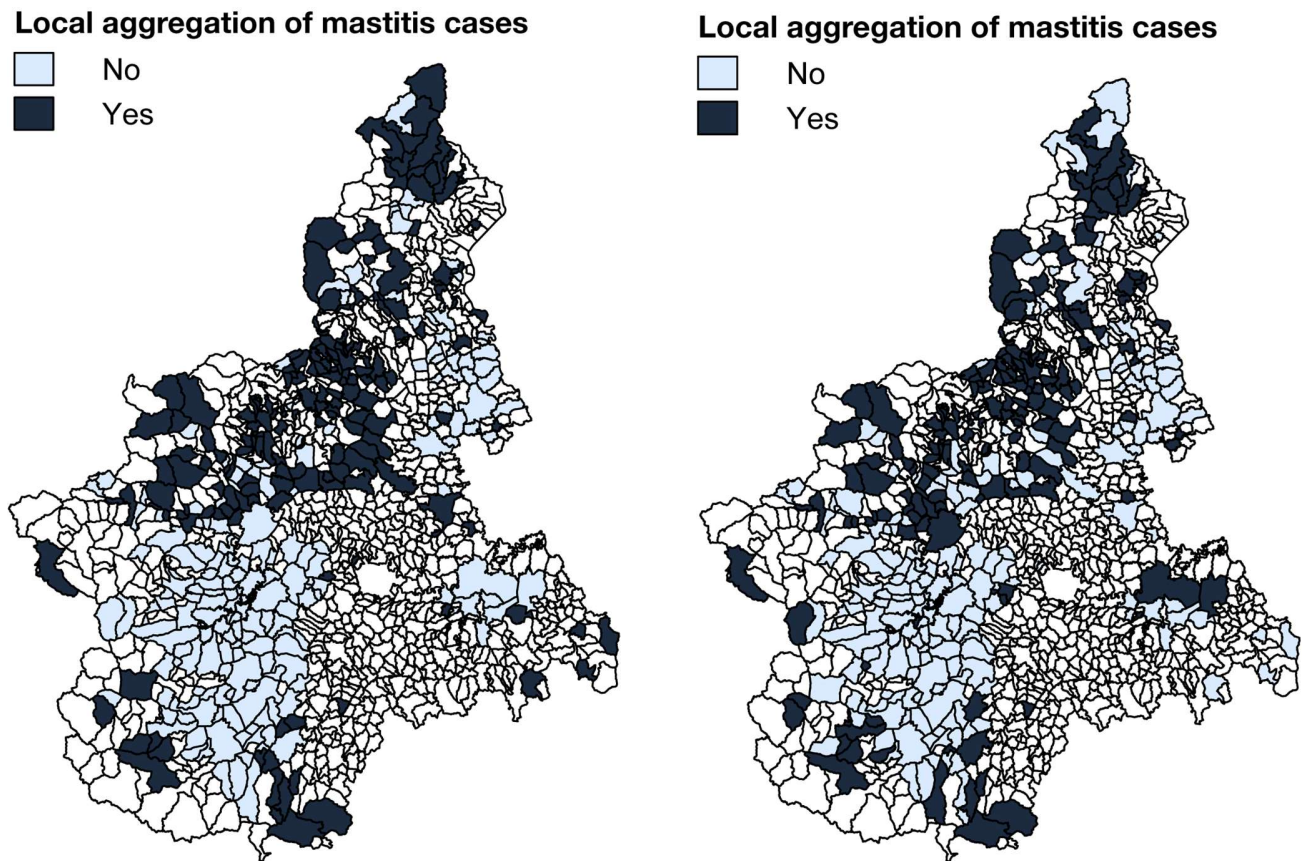 Local aggregation of mastitis cases
No
Yes
Local aggregation of mastitis cases
No
Yes